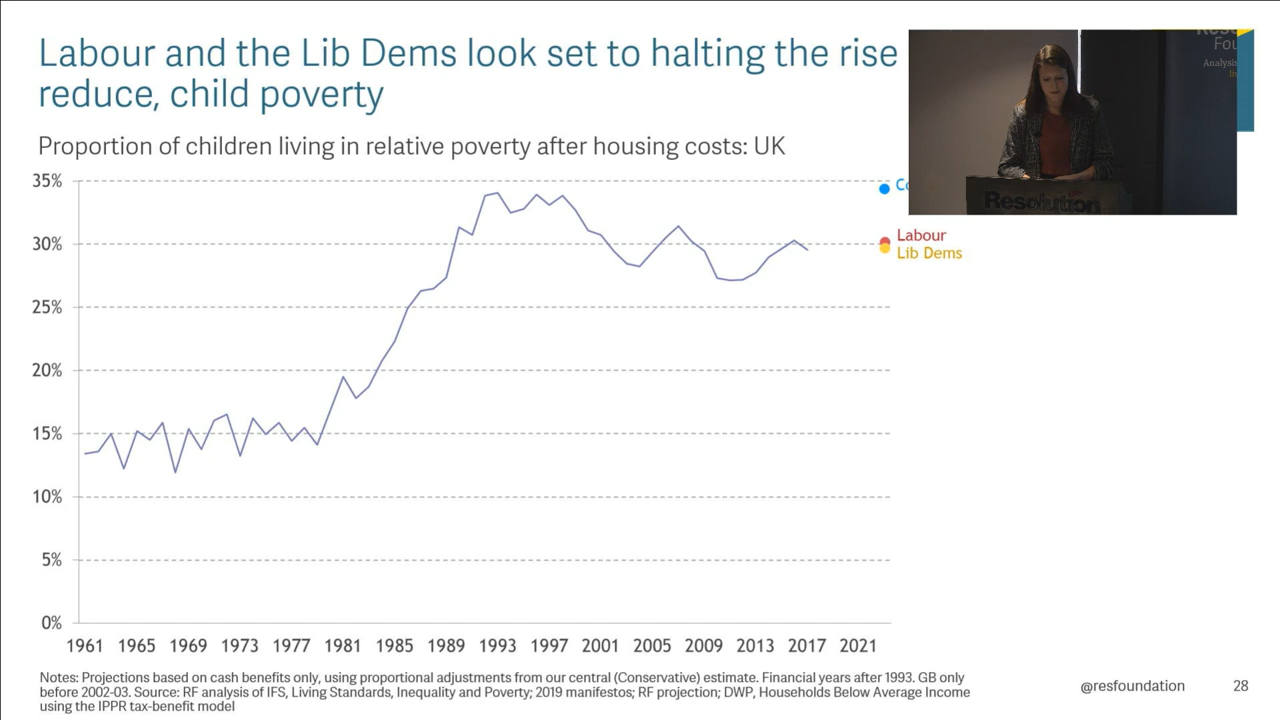 Labour and the Lib Dems look set to halting the rise
reduce, child poverty
Proportion of children living in relative poverty after housing costs: UK
Fou
Analysis
Resolution
35%
30%
25%
20%
15%
10%
5%
0%
Labour
Lib Dems
1961 1965 1969 1973 1977 1981 1985 1989 1993 1997 2001 2005 2009 2013 2017 2021
Notes: Projections based on cash benefits only, using proportional adjustments from our central (Conservative) estimate. Financial years after 1993. GB only
before 2002-03. Source: RF analysis of IFS, Living Standards, Inequality and Poverty; 2019 manifestos; RF projection; DWP, Households Below Average Income
using the IPPR tax-benefit model
@resfoundation
28